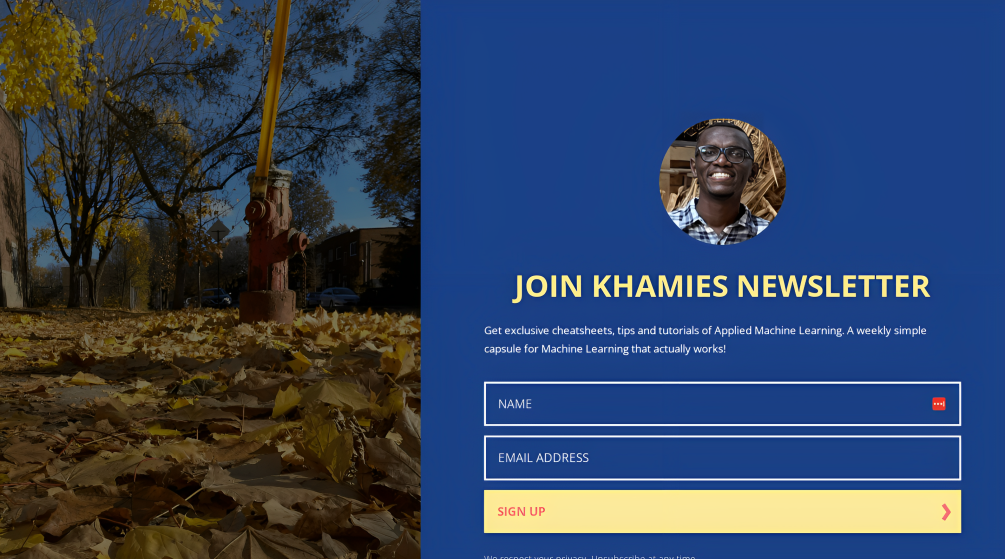 JOIN KHAMIES NEWSLETTER
Get exclusive cheatsheets, tips and tutorials of Applied Machine Learning. A weekly simple
capsule for Machine Learning that actually works!
NAME
EMAIL ADDRESS
SIGN UP
We respect your privacy. Unsubscribe at any time.